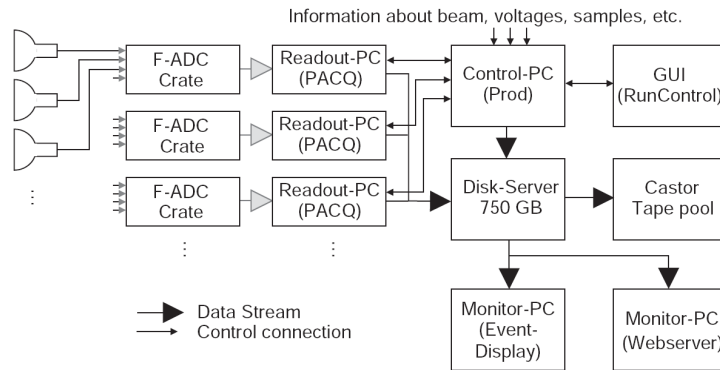 Information about beam, voltages, samples, etc.
F-ADC
Crate
Readout-PC
(PACQ)
Control-PC
(Prod)
GUI
(RunControl)
F-ADC
Crate
Readout-PC
(PACQ)
F-ADC
Crate
Readout-PC
(PACQ)
Disk-Server
750 GB
Castor
Tape pool
Data Stream
Control connection
Monitor-PC
(Event-
Display)
Monitor-PC
(Webserver)